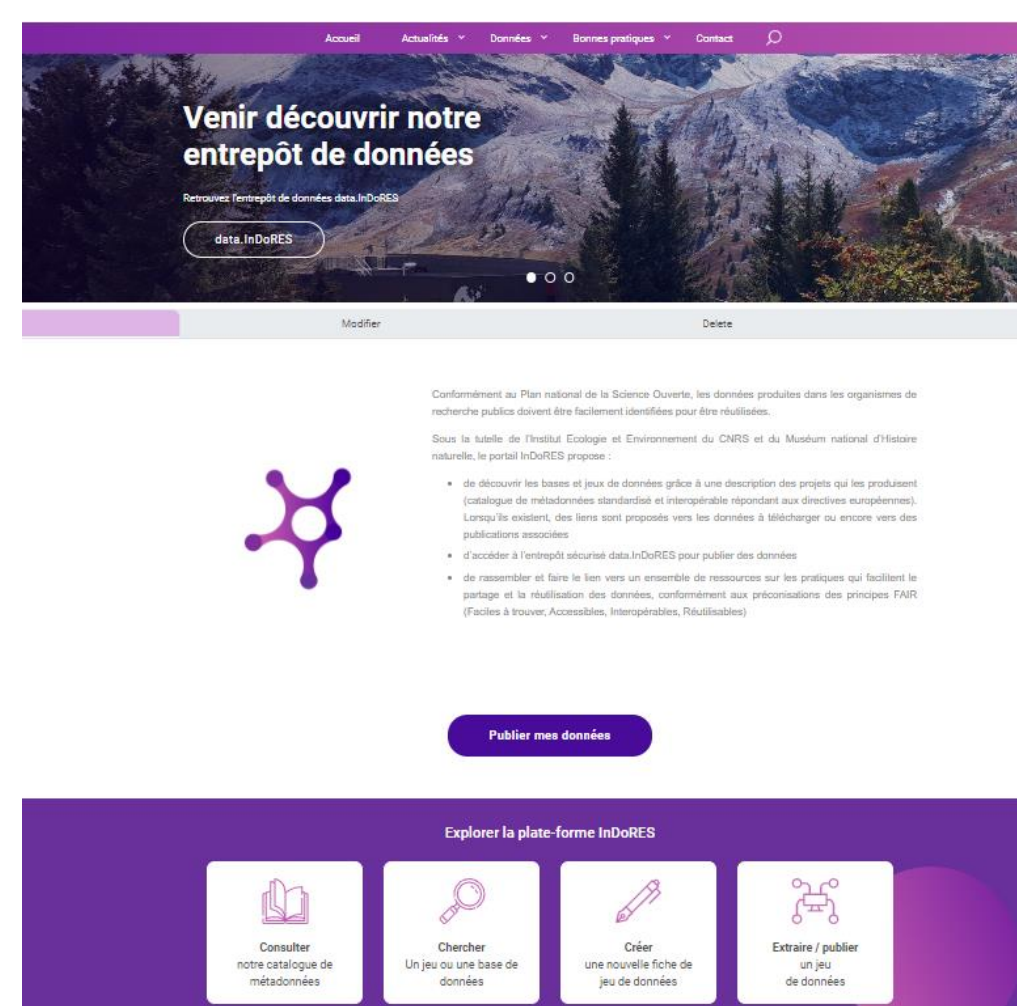 Accueil Actualités Données Bonnes pratiques Contact
Venir découvrir notre
entrepôt de données
Retrouvez l'entrepôt de données data.InDoRES
data.InDoRES
Modifier Delete
Conformément au Plan national de la Science Ouverte, les données produites dans les organismes de
recherche publics doivent être facilement identifiées pour être réutilisées.
Sous la tutelle de l'Institut Ecologie et Environnement du CNRS et du Muséum national d'Histoire
naturelle, le portail InDoRES propose :
• de découvrir les bases et jeux de données grâce à une description des projets qui les produisent
(catalogue de métadonnées standardisé et interopérable répondant aux directives européennes).
Lorsqu'ils existent, des liens sont proposés vers les données à télécharger ou encore vers des
publications associées
• d'accéder à l'entrepôt sécurisé data.InDoRES pour publier des données
• de rassembler et faire le lien vers un ensemble de ressources sur les pratiques qui facilitent le
partage et la réutilisation des données, conformément aux préconisations des principes FAIR
(Faciles à trouver, Accessibles, Interopérables, Réutilisables)
Publier mes données
Explorer la plate-forme InDoRES
Consulter
notre catalogue de
métadonnées
Chercher
Un jeu ou une base de
données
Créer
une nouvelle fiche de
jeu de données
Extraire / publier
un jeu
de données